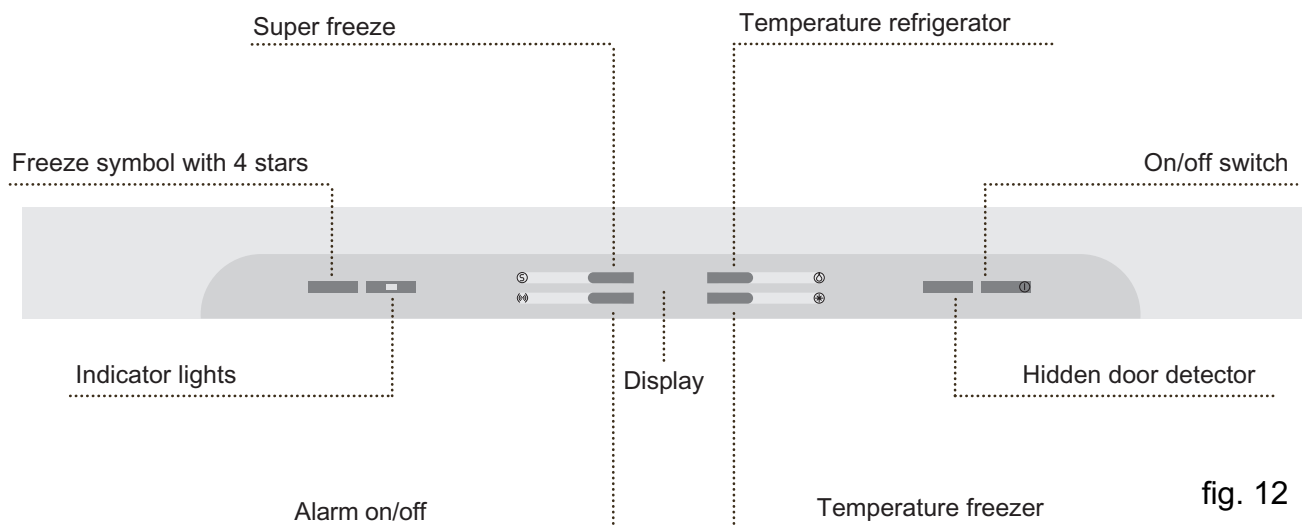 Super freeze
Temperature refrigerator
Freeze symbol with 4 stars
On/off switch
S
Indicator lights
Display
Hidden door detector
Alarm on/off
Temperature freezer
fig. 12